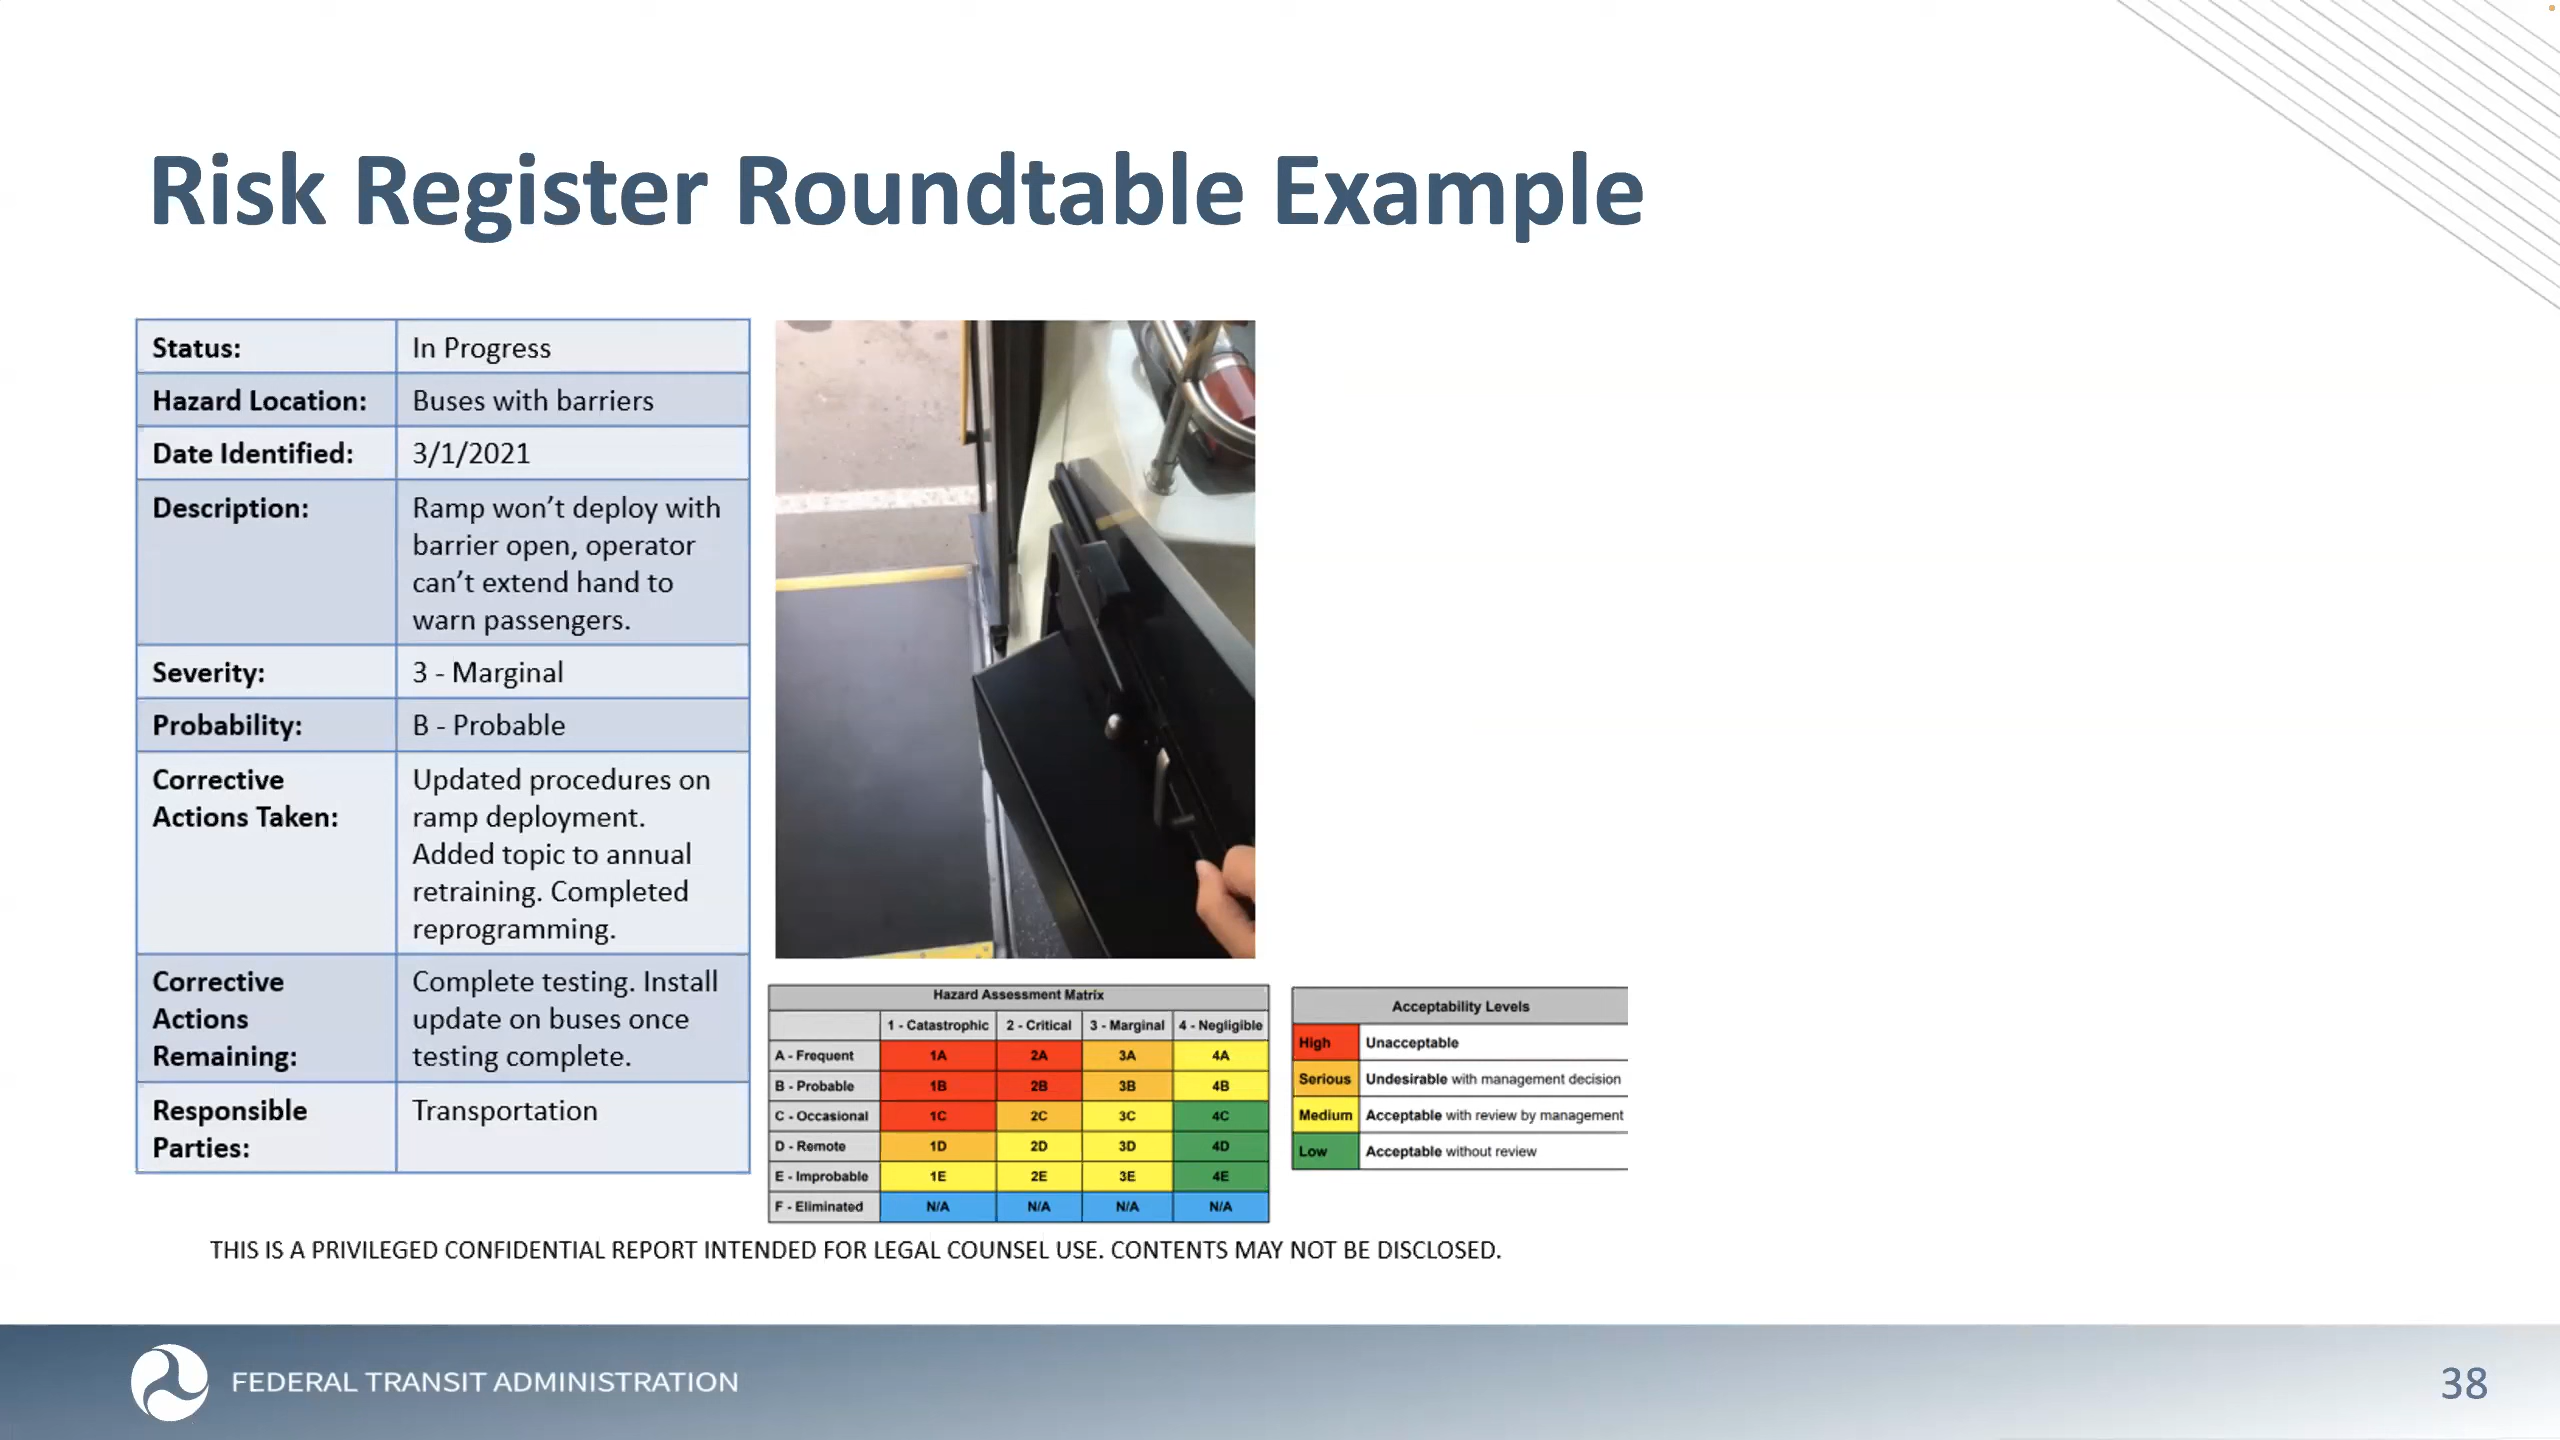 Risk Register Roundtable Example
Status: In Progress
Hazard Location: Buses with barriers
Date Identified: 3/1/2021
Description: Ramp won’t deploy with
barrier open, operator
can’t extend hand to
warn passengers.
Severity: 3 - Marginal
Probability: B - Probable
Corrective Updated procedures on
Actions Taken: ramp deployment.
Added topic to annual
retraining. Completed
reprogramming.
Corrective Complete testing. Install
Actions update on buses once
Remaining: testing complete.
Responsible Transportation
Parties:
Hazard Assessment Matrix
1 - Catastrophic 2 - Critical 3 - Marginal 4 - Negligible
A - Frequent 1A 2A 3A 4A
B - Probable 1B 2B 3B 4B
C - Occasional 1C 2C 3C 4C
D - Remote 1D 2D 3D 4D
E - Improbable 1E 2E 3E 4E
F - Eliminated N/A N/A N/A N/A
Acceptability Levels
High Unacceptable
Serious Undesirable with management decision
Medium Acceptable with review by management
Low Acceptable without review
THIS IS A PRIVILEGED CONFIDENTIAL REPORT INTENDED FOR LEGAL COUNSEL USE. CONTENTS MAY NOT BE DISCLOSED.
FEDERAL TRANSIT ADMINISTRATION
38